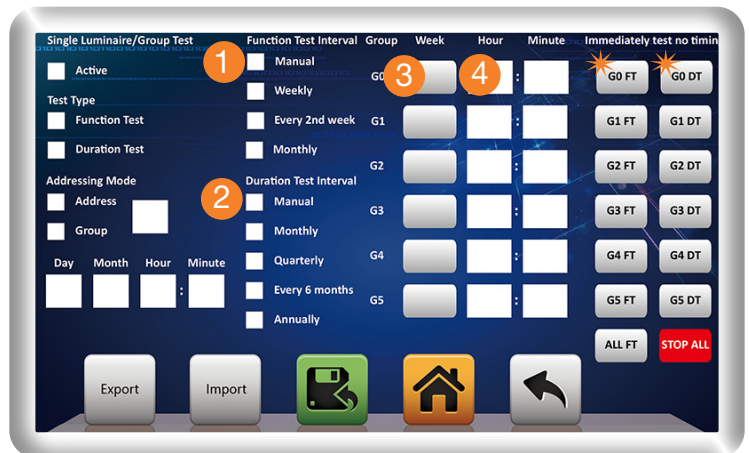 Single Luminaire/Group Test
Active
Test Type
Function Test
Duration Test
Addressing Mode
Address
Group
Day Month Hour Minute
:
Function Test Interval
1 Manual
Weekly
Every 2nd week
Monthly
Duration Test Interval
2 Manual
Monthly
Quarterly
Every 6 months
Annually
Group Week Hour Minute Immediately test no timin
G0 3 4 : G0 FT G0 DT
G1 : G1 FT G1 DT
G2 : G2 FT G2 DT
G3 : G3 FT G3 DT
G4 : G4 FT G4 DT
G5 : G5 FT G5 DT
ALL FT STOP ALL
Export Import